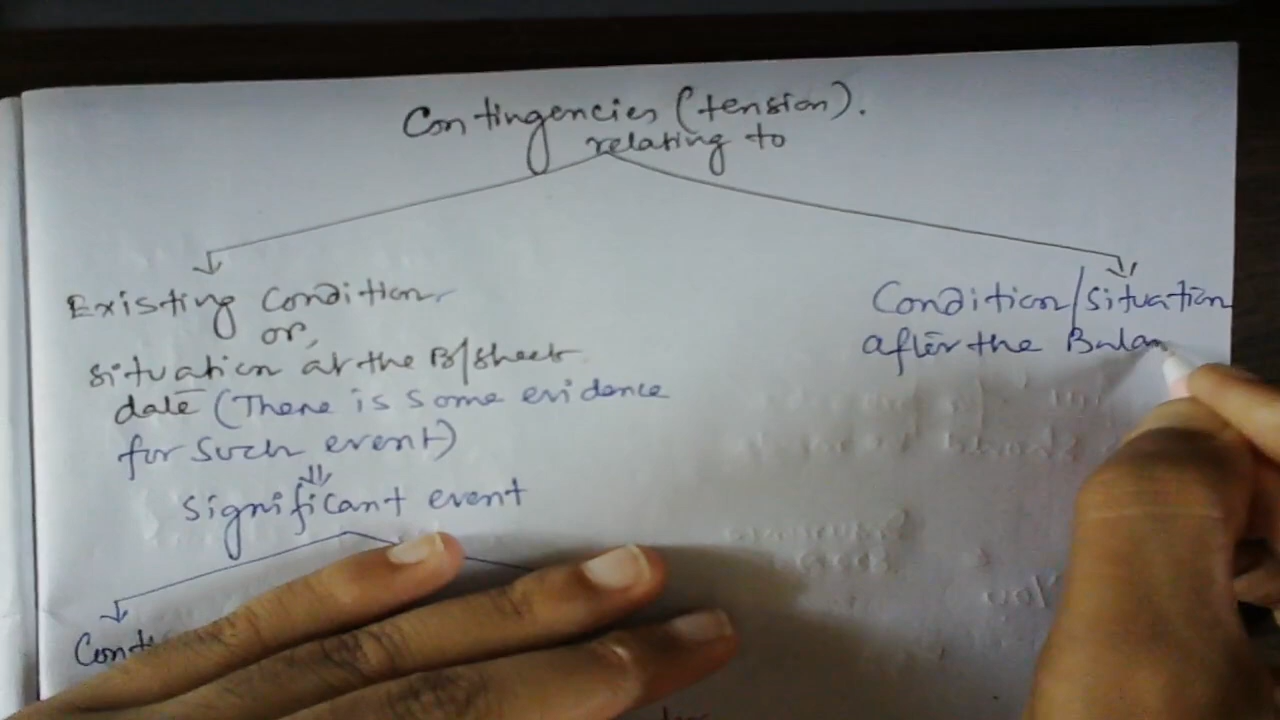 Contingencies (tension).
relating to
Existing Condition
or,
situation at the B/sheet
date (There is some evidence
for such event)
significant event
Condition/situation
after the Balan